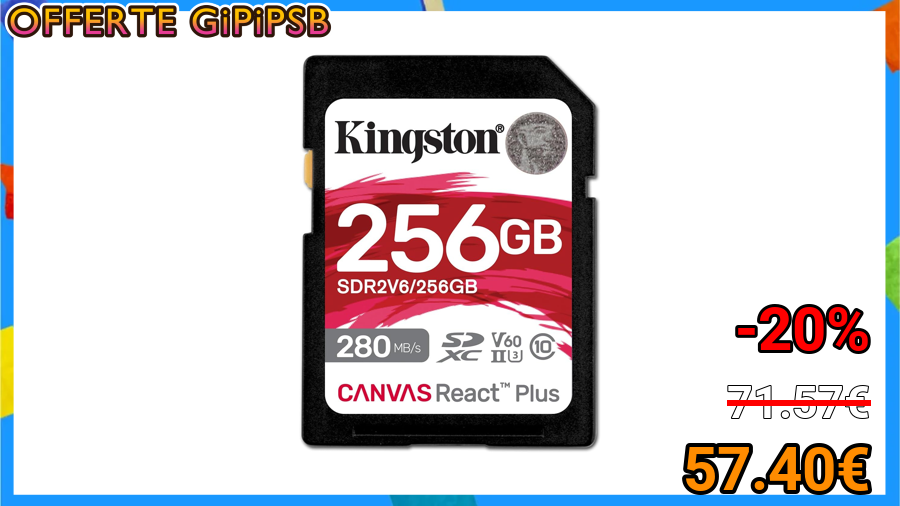 OFFERTE GiPiPSB
Kingston®
256GB
SDR2V6/256GB
280 MB/s
SD XC
V60
II U3
10
CANVAS React™ Plus
-20%
71.57€
57.40€